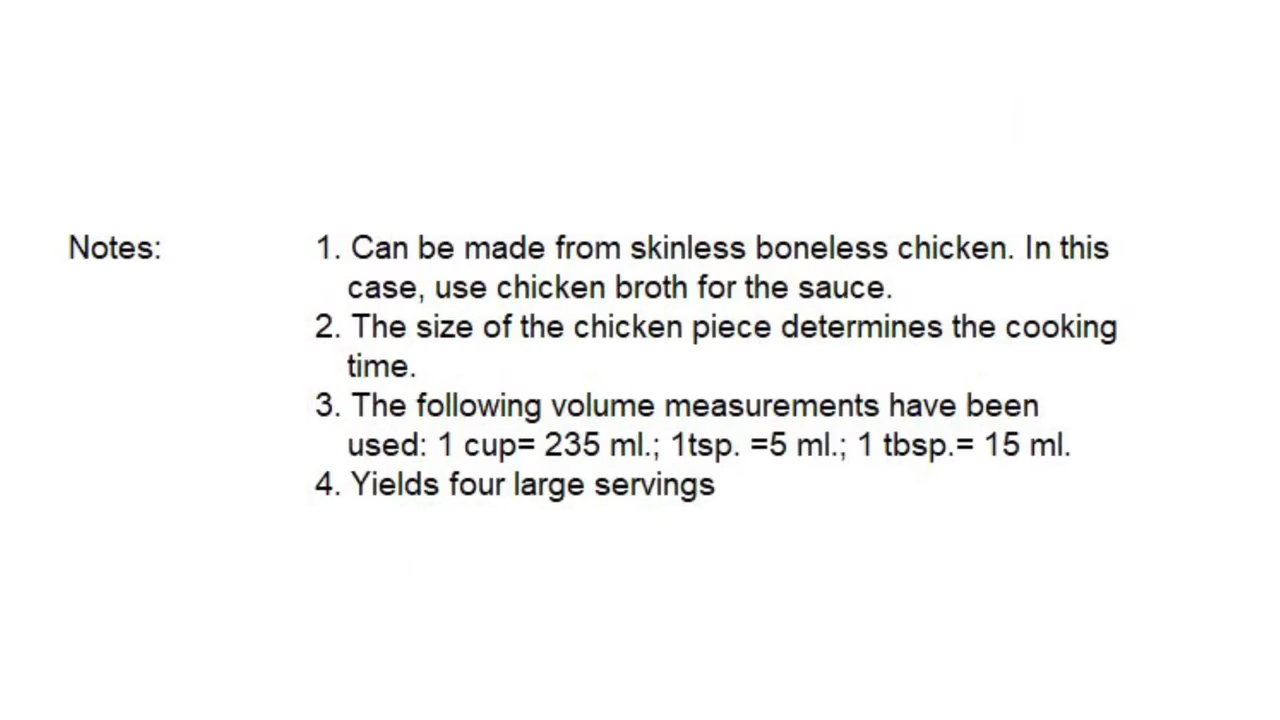 Notes:
1. Can be made from skinless boneless chicken. In this
case, use chicken broth for the sauce.
2. The size of the chicken piece determines the cooking
time.
3. The following volume measurements have been
used: 1 cup= 235 ml.; 1tsp. =5 ml.; 1 tbsp.= 15 ml.
4. Yields four large servings